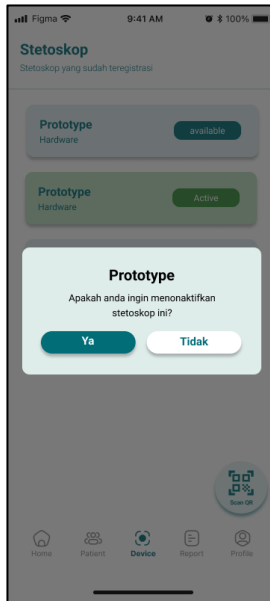 Figma
9:41 AM
100%
Stetoskop
Stetoskop yang sudah teregistrasi
Prototype
Hardware
available
Prototype
Hardware
Active
Prototype
Apakah anda ingin menonaktifkan
stetoskop ini?
Ya
Tidak
Scan QR
Home
Patient
Device
Report
Profile